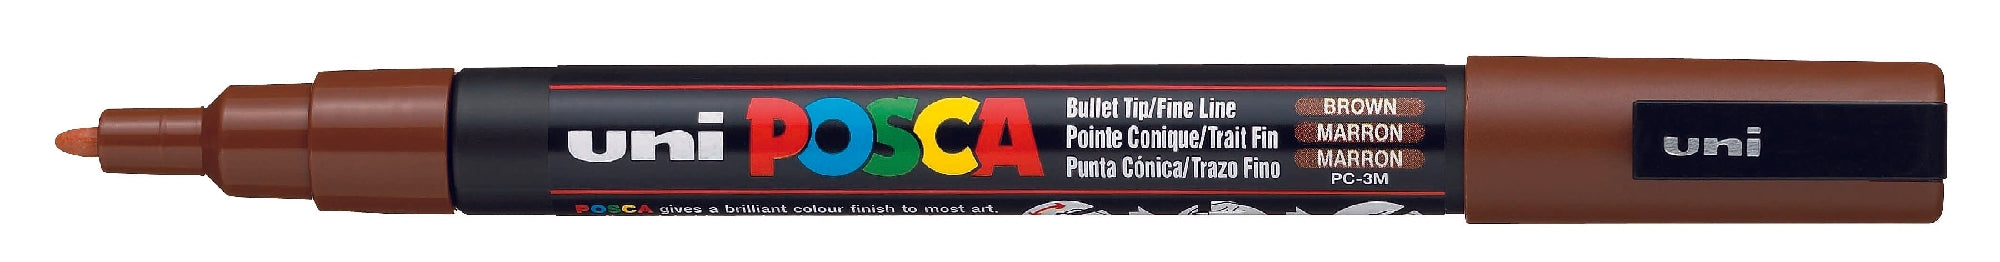 uni POSCA
Bullet Tip/Fine Line BROWN
Pointe Conique/Trait Fin MARRON
Punta Cónica/Trazo Fino MARRON
PC-3M
POSCA gives a brilliant colour finish to most art.
uni